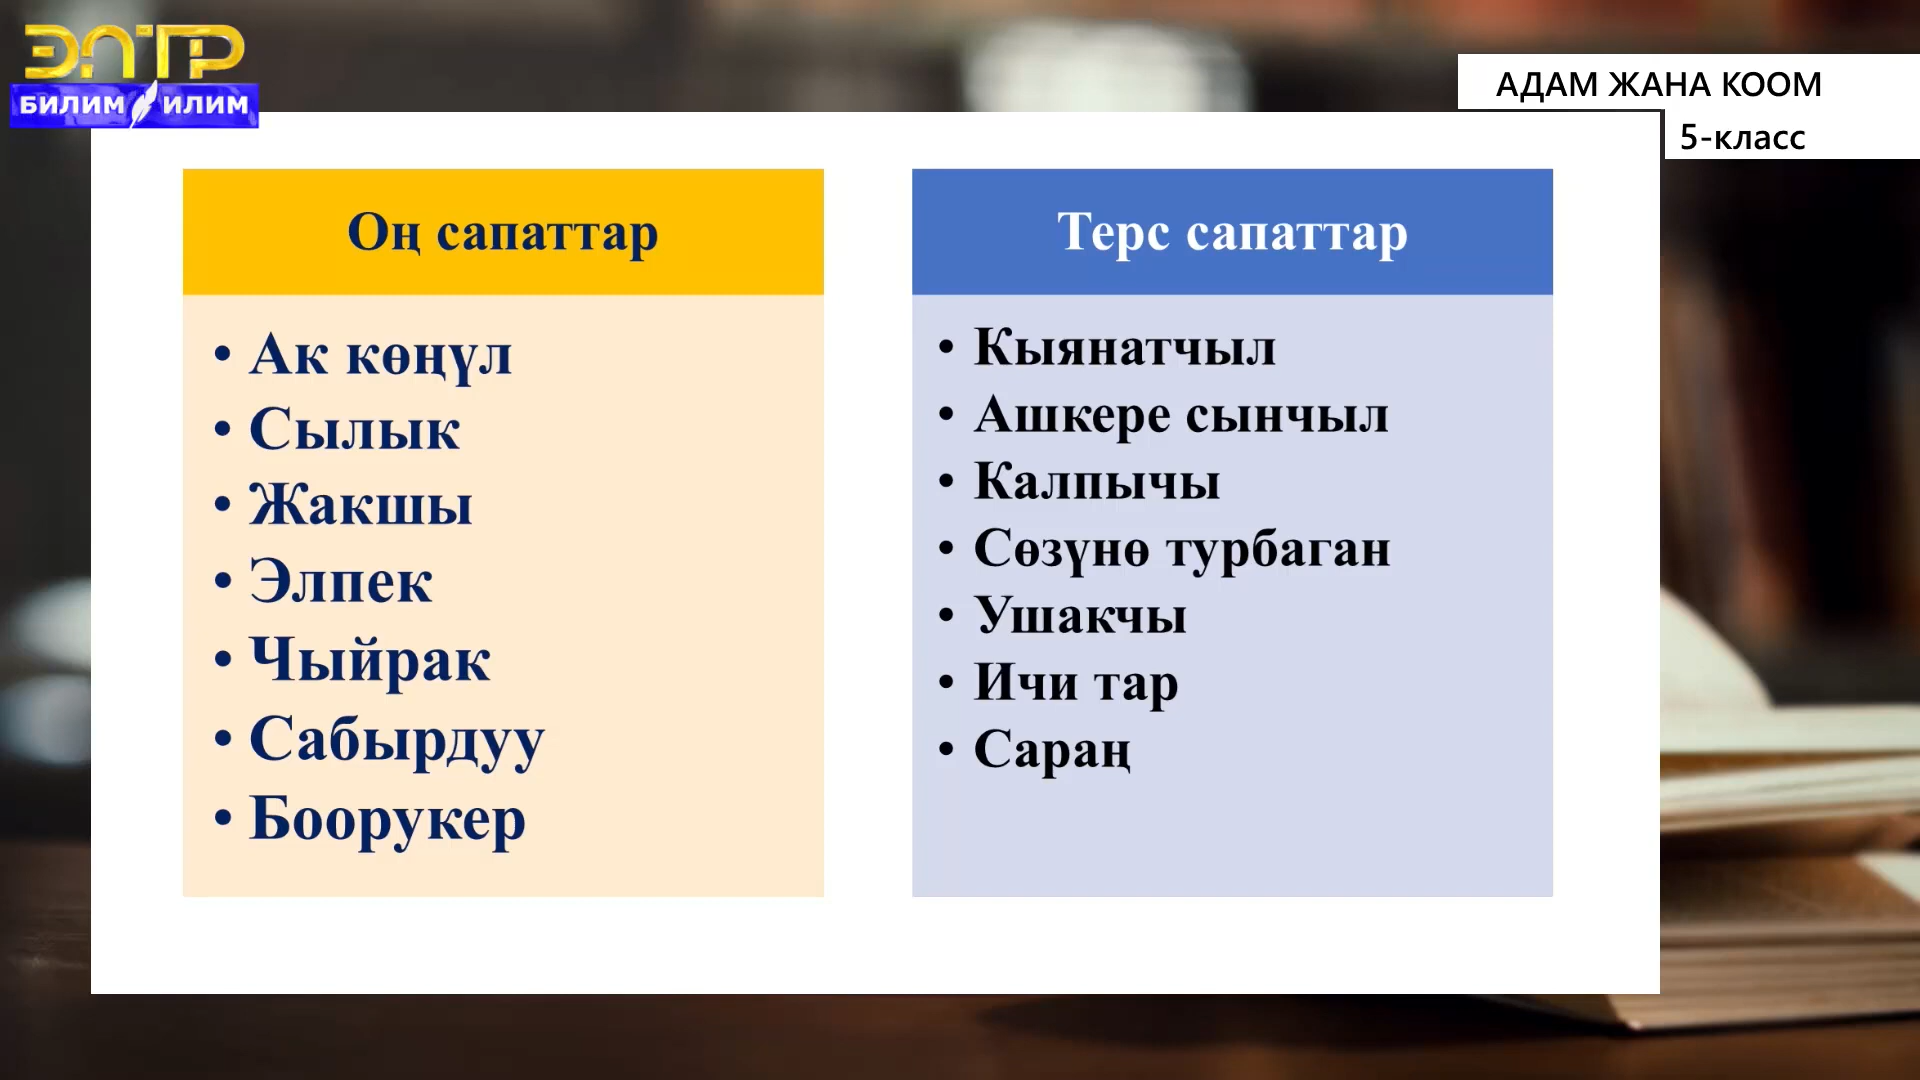 ЭЛТР
БИЛИМ ИЛИМ
АДАМ ЖАНА КООМ
5-класс
Оң сапаттар
• Ак көңүл
• Сылык
• Жакшы
• Элпек
• Чыйрак
• Сабырдуу
• Боорукер
Терс сапаттар
• Кыянатчыл
• Ашкере сынчыл
• Калпычы
• Сөзүнө турбаган
• Ушакчы
• Ичи тар
• Сараң